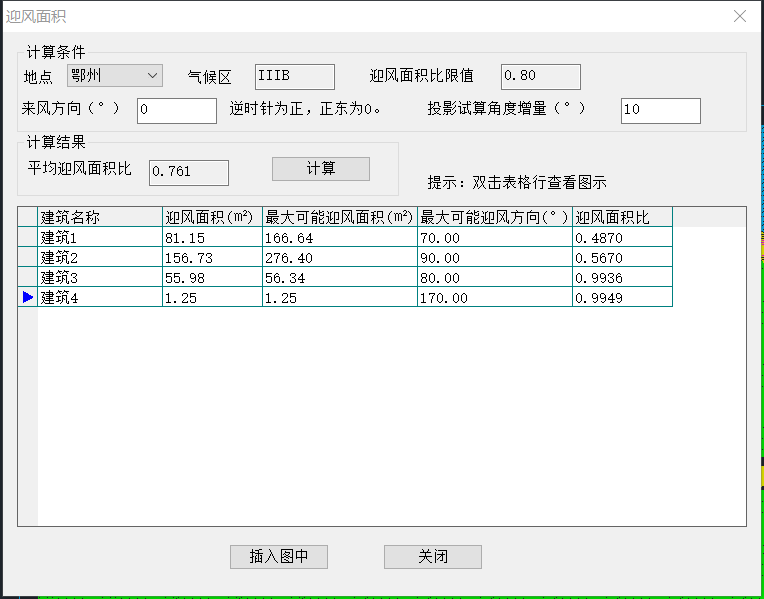 迎风面积
计算条件
地点 鄂州 气候区 IIIB 迎风面积比限值 0.80
来风方向(°) 0 逆时针为正，正东为0。 投影试算角度增量(°) 10
计算结果
平均迎风面积比 0.761 计算
提示：双击表格行查看图示
建筑名称 迎风面积(㎡) 最大可能迎风面积(㎡) 最大可能迎风方向(°) 迎风面积比
建筑1 81.15 166.64 70.00 0.4870
建筑2 156.73 276.40 90.00 0.5670
建筑3 55.98 56.34 80.00 0.9936
建筑4 1.25 1.25 170.00 0.9949
插入图中 关闭